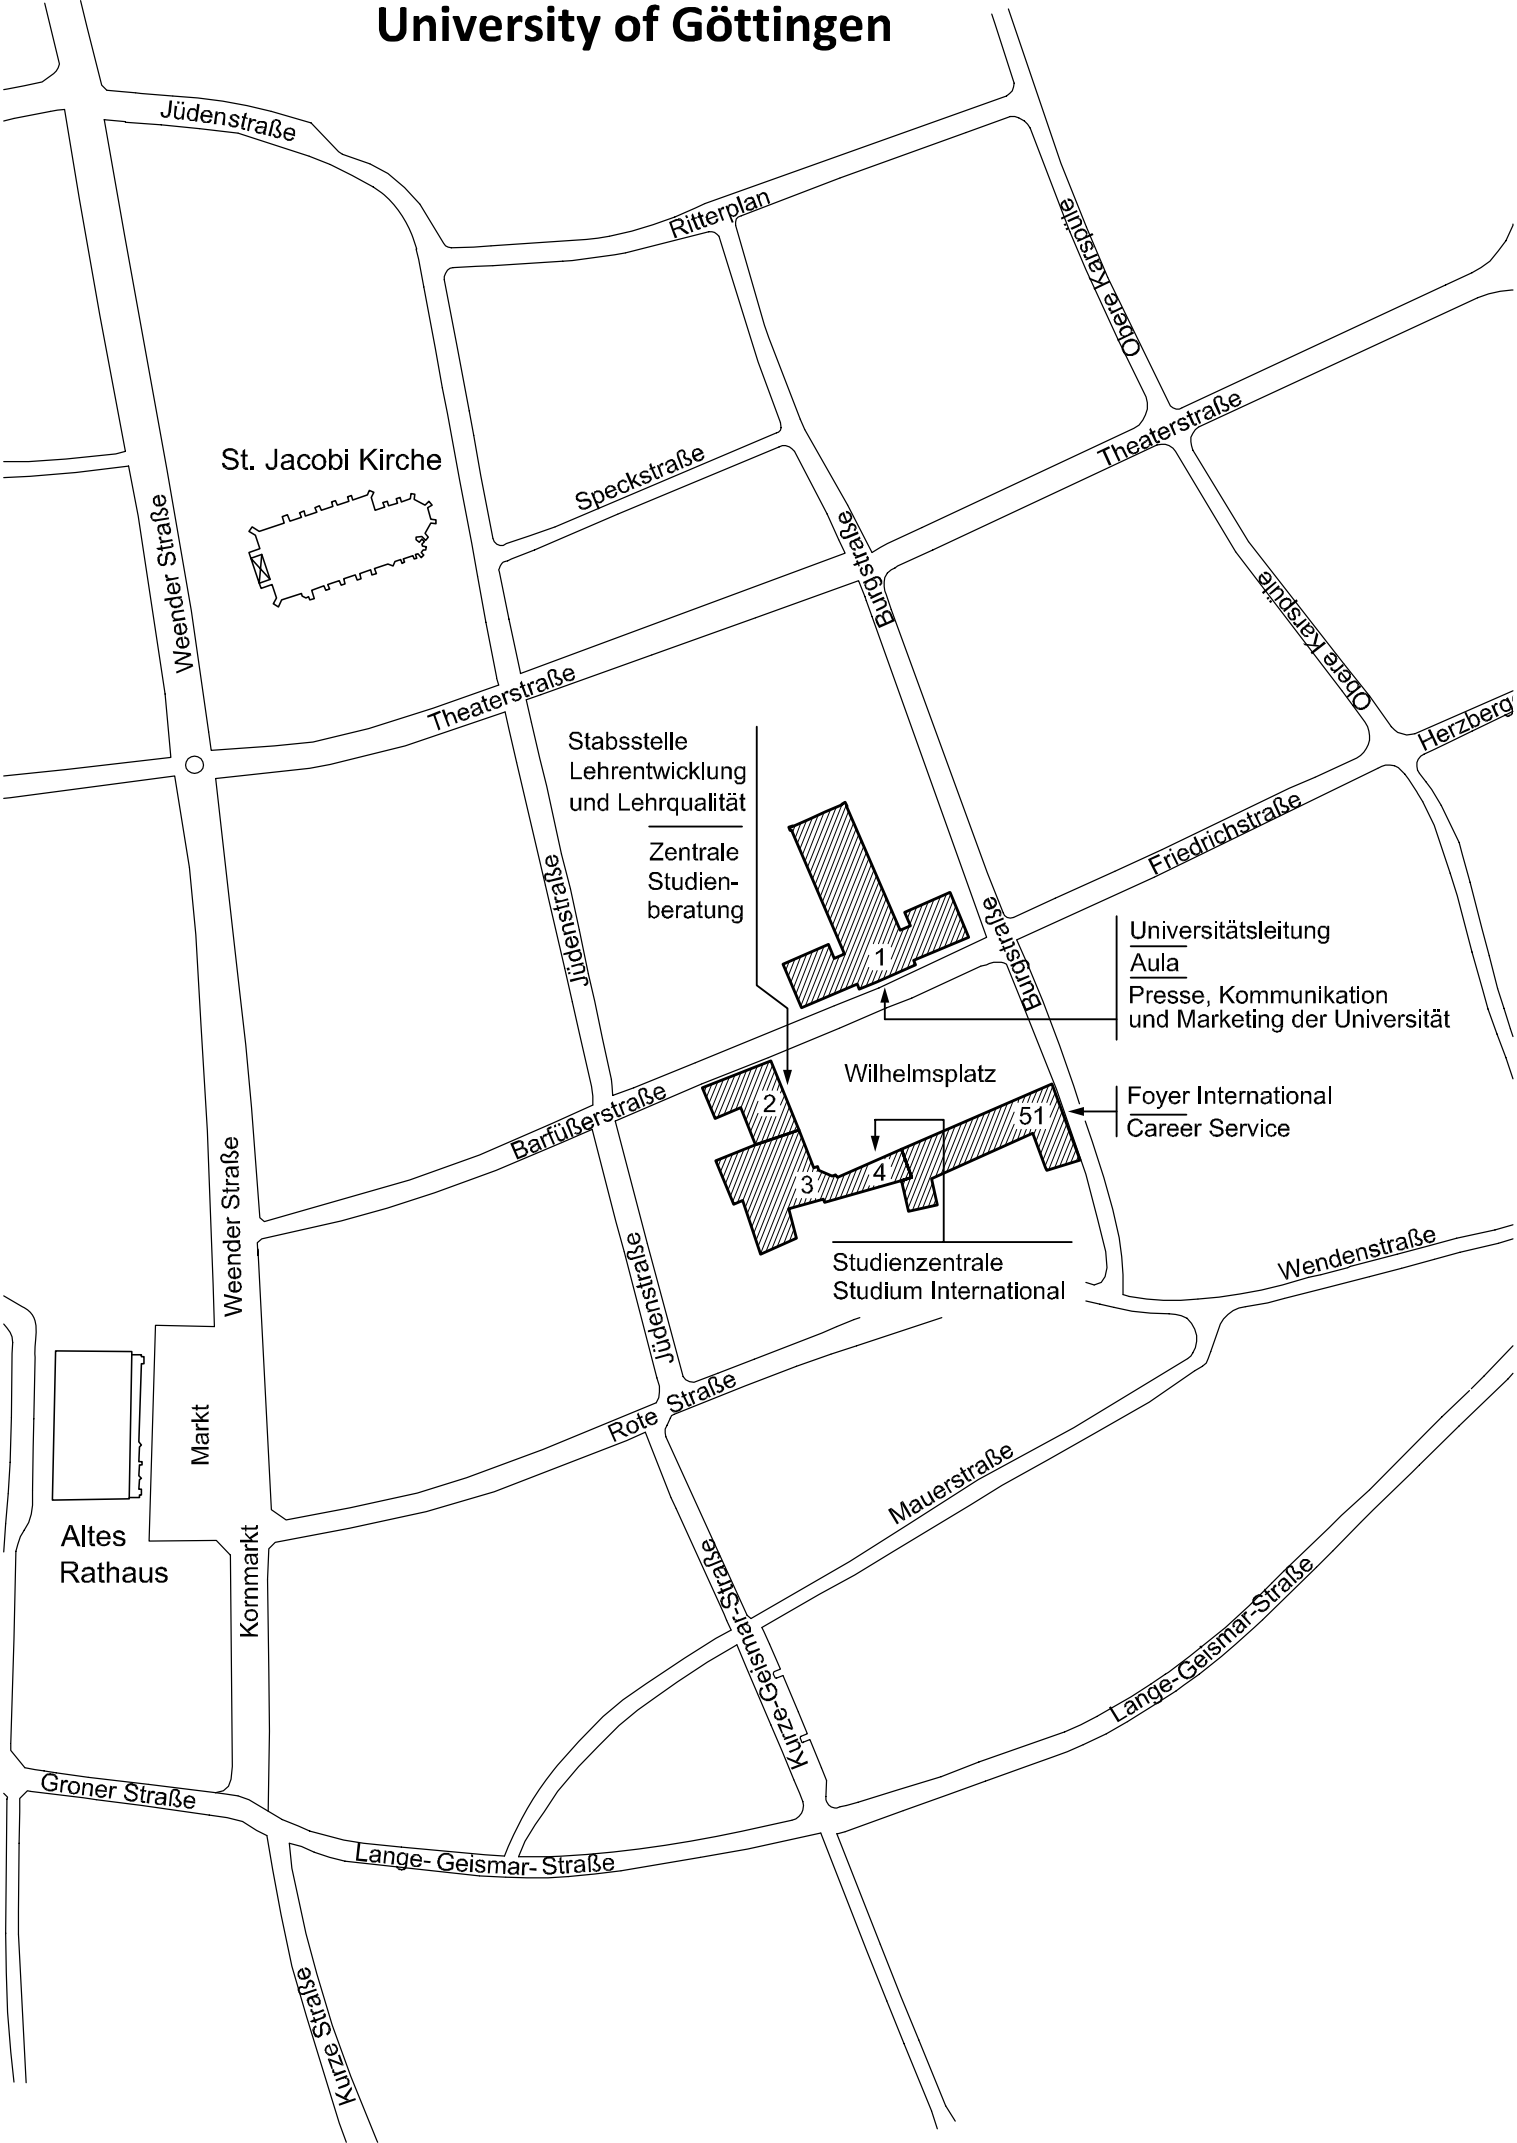 University of Göttingen
Jüdenstraße
Ritterplan
Obere Karspüle
Theaterstraße
St. Jacobi Kirche
Speckstraße
Weender Straße
Burgstraße
Obere Karspüle
Theaterstraße
Herzberg
Stabsstelle
Lehrentwicklung
und Lehrqualität
Zentrale
Studien-
beratung
Friedrichstraße
Jüdenstraße
Burgstraße
1
Universitätsleitung
Aula
Presse, Kommunikation
und Marketing der Universität
Wilhelmsplatz
Barfüßerstraße
2
51
Foyer International
Career Service
3
4
Weender Straße
Jüdenstraße
Studienzentrale
Studium International
Wendenstraße
Rote Straße
Markt
Mauerstraße
Altes
Rathaus
Kornmarkt
Kurze-Geismar-Straße
Lange-Geismar-Straße
Groner Straße
Lange- Geismar- Straße
Kurze Straße